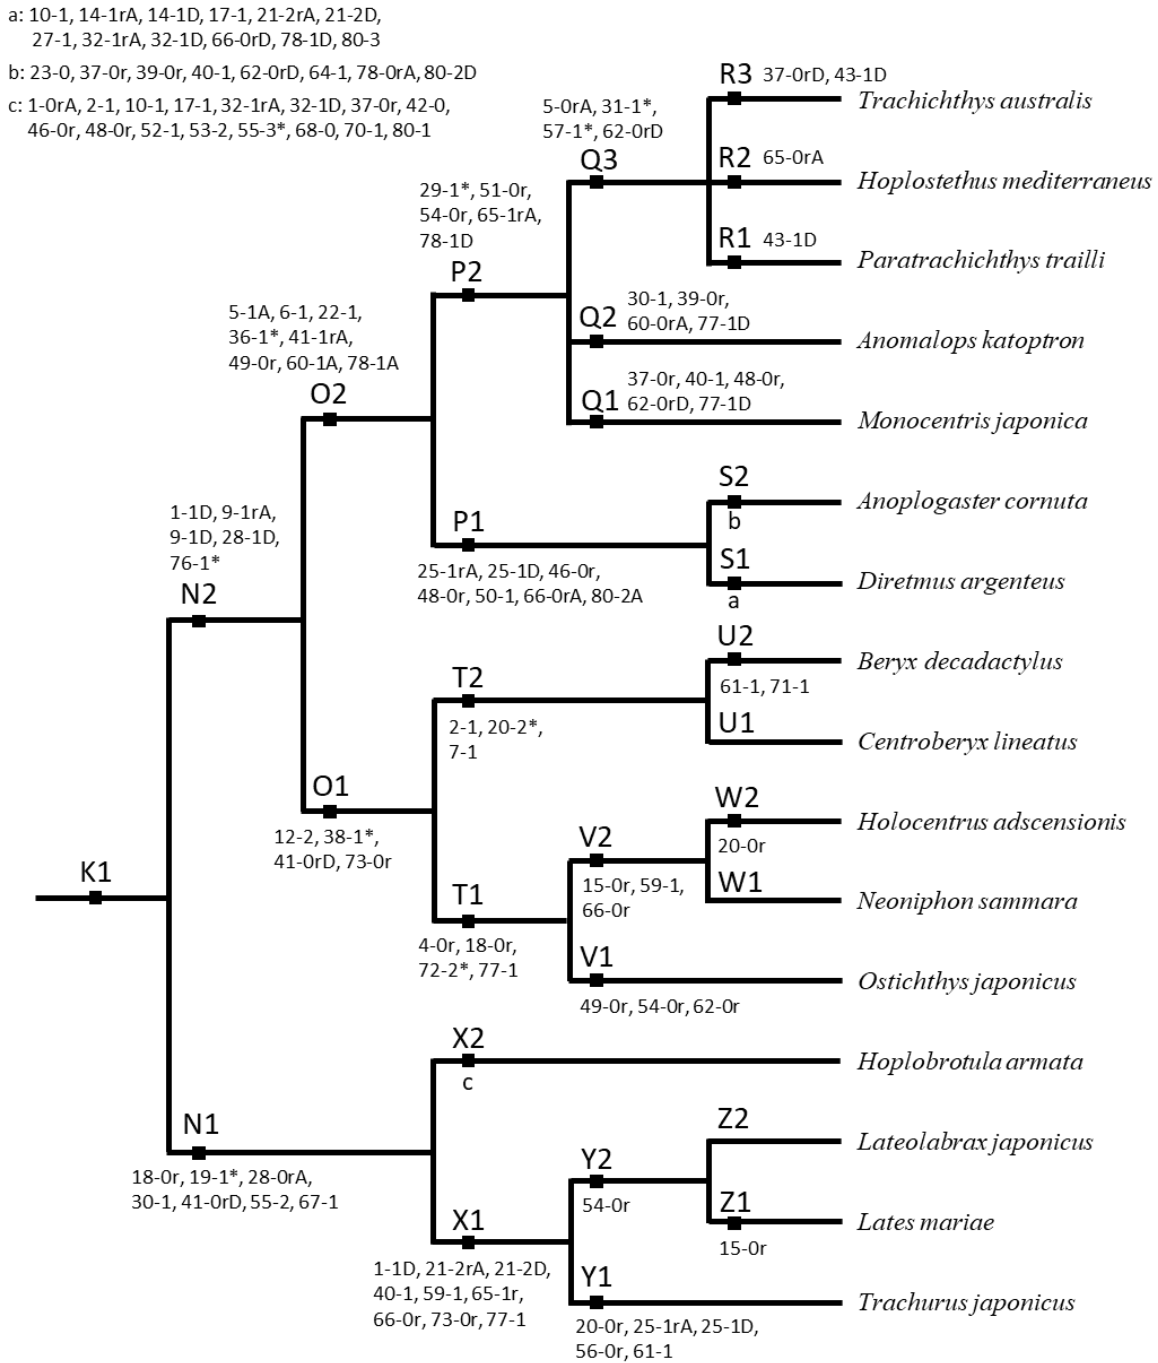 a: 10-1, 14-1rA, 14-1D, 17-1, 21-2rA, 21-2D,
27-1, 32-1rA, 32-1D, 66-0rD, 78-1D, 80-3
b: 23-0, 37-0r, 39-0r, 40-1, 62-0rD, 64-1, 78-0rA, 80-2D
c: 1-0rA, 2-1, 10-1, 17-1, 32-1rA, 32-1D, 37-0r, 42-0,
46-0r, 48-0r, 52-1, 53-2, 55-3*, 68-0, 70-1, 80-1
R3
37-0rD, 43-1D
Trachichthys australis
5-0rA, 31-1*,
57-1*, 62-0rD
Q3
R2
65-0rA
Hoplostethus mediterraneus
29-1*, 51-0r,
54-0r, 65-1rA,
78-1D
P2
R1
43-1D
Paratrachichthys trailli
30-1, 39-0r,
60-0rA, 77-1D
Q2
Anomalops katoptron
5-1A, 6-1, 22-1,
36-1*, 41-1rA,
49-0r, 60-1A, 78-1A
O2
37-0r, 40-1, 48-0r,
62-0rD, 77-1D
Q1
Monocentris japonica
S2
b
Anoplogaster cornuta
P1
25-1rA, 25-1D, 46-0r,
48-0r, 50-1, 66-0rA, 80-2A
S1
a
Diretmus argenteus
1-1D, 9-1rA,
9-1D, 28-1D,
76-1*
N2
U2
61-1, 71-1
Beryx decadactylus
T2
2-1, 20-2*,
7-1
U1
Centroberyx lineatus
O1
12-2, 38-1*,
41-0rD, 73-0r
W2
20-0r
Holocentrus adscensionis
V2
15-0r, 59-1,
66-0r
W1
Neoniphon sammara
K1
T1
4-0r, 18-0r,
72-2*, 77-1
V1
49-0r, 54-0r, 62-0r
Ostichthys japonicus
X2
c
Hoplobrotula armata
N1
18-0r, 19-1*, 28-0rA,
30-1, 41-0rD, 55-2, 67-1
Z2
Lateolabrax japonicus
Y2
54-0r
Z1
15-0r
Lates mariae
X1
1-1D, 21-2rA, 21-2D,
40-1, 59-1, 65-1r,
66-0r, 73-0r, 77-1
Y1
20-0r, 25-1rA, 25-1D,
56-0r, 61-1
Trachurus japonicus